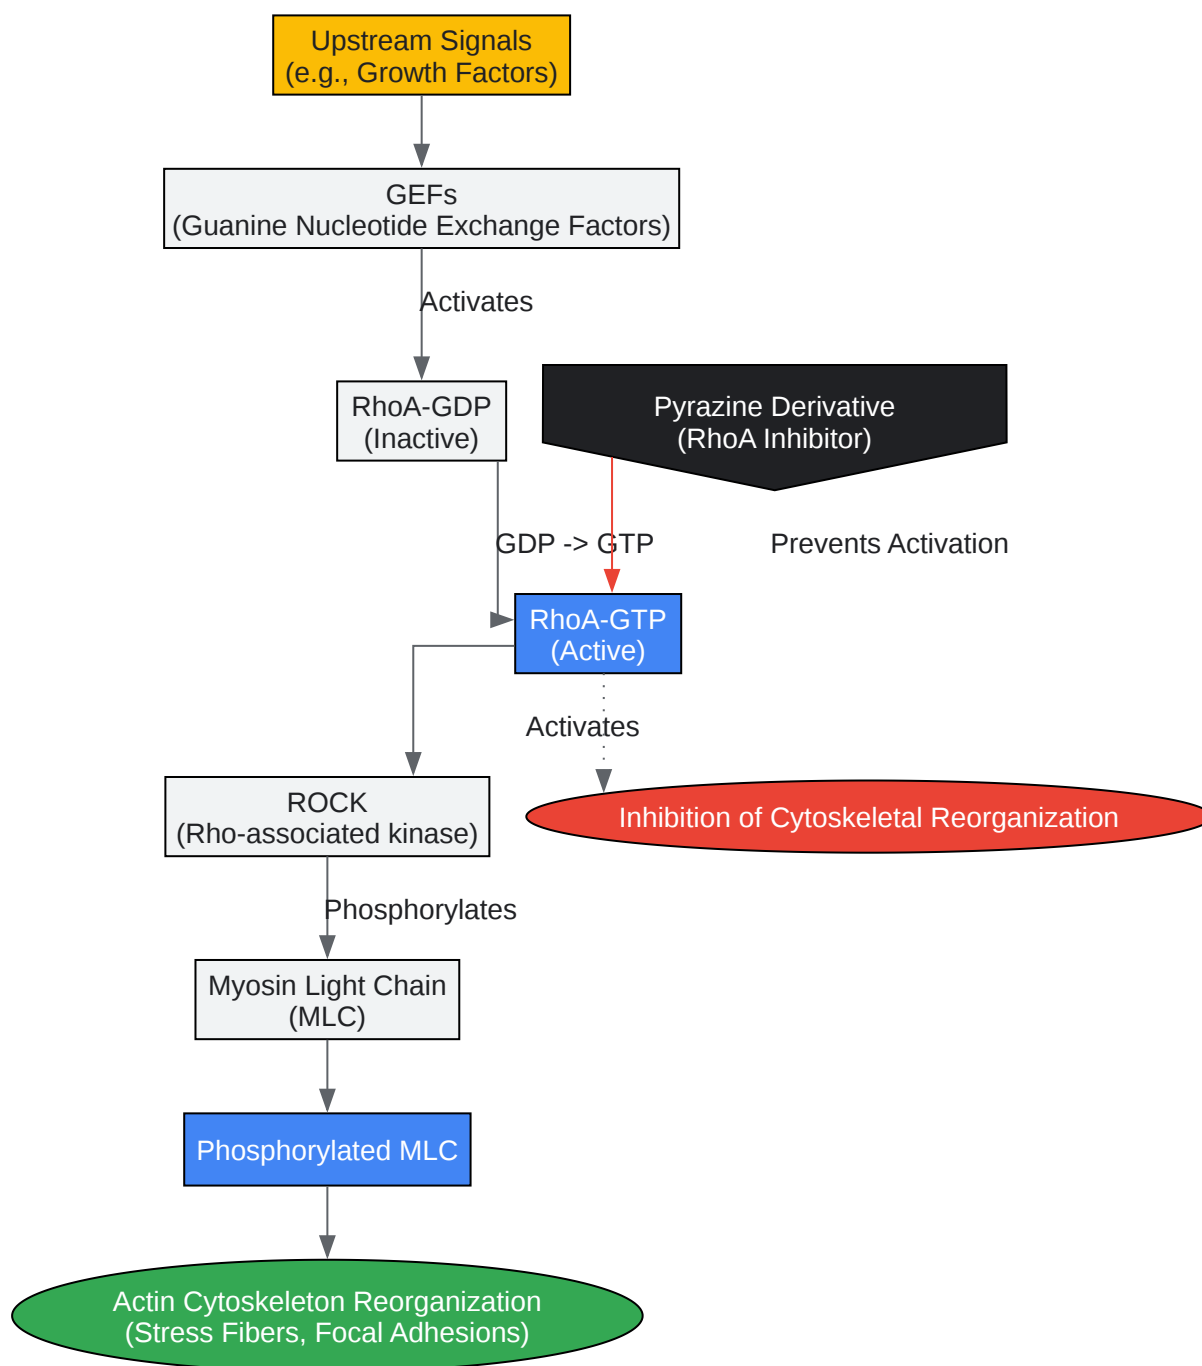 Upstream Signals
(e.g., Growth Factors)
GEFs
(Guanine Nucleotide Exchange Factors)
Activates
RhoA-GDP
(Inactive)
Pyrazine Derivative
(RhoA Inhibitor)
GDP -> GTP
Prevents Activation
RhoA-GTP
(Active)
Activates
ROCK
(Rho-associated kinase)
Inhibition of Cytoskeletal Reorganization
Phosphorylates
Myosin Light Chain
(MLC)
Phosphorylated MLC
Actin Cytoskeleton Reorganization
(Stress Fibers, Focal Adhesions)